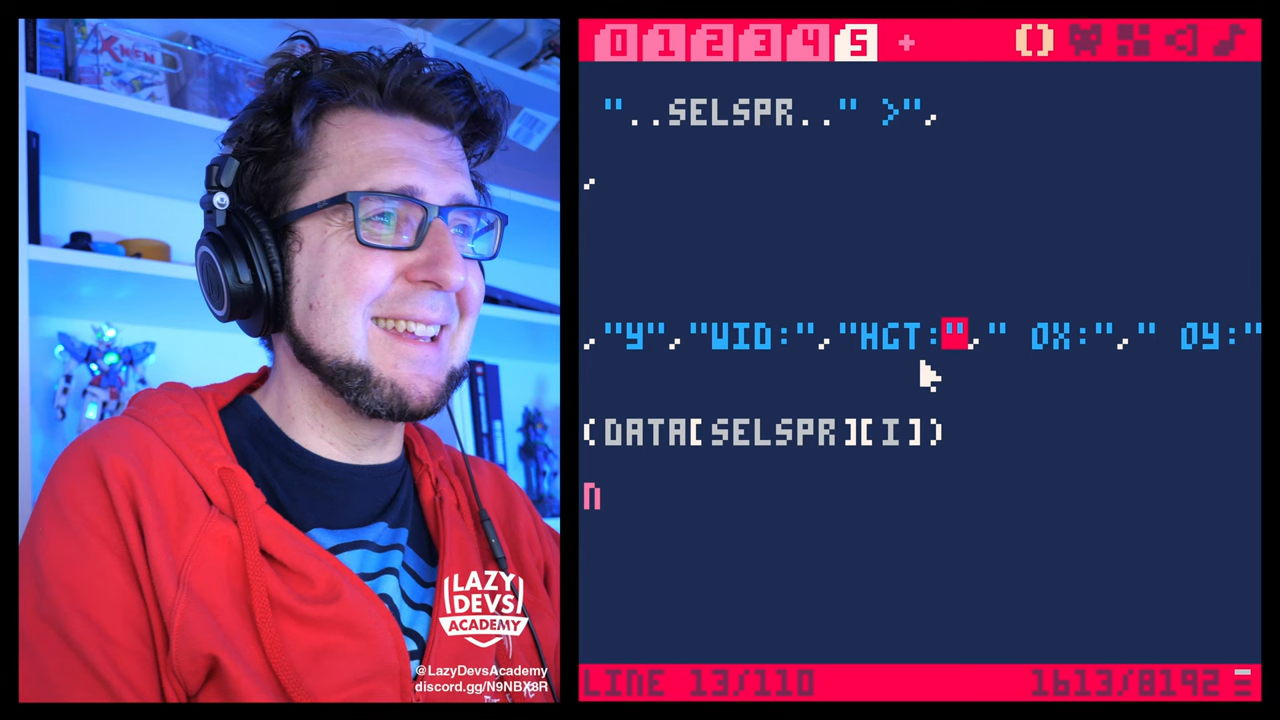 X-MEN
LAZY
DEVS
ACADEMY
@LazyDevsAcademy
discord.gg/N9NBX8R
0 1 2 3 4 5 +
"..SELSPR.." >",
,
,"Y","WID:","HGT:"," OX:"," OY:"
(DATA[SELSPR][I])
N
LINE 13/110
1613/8192